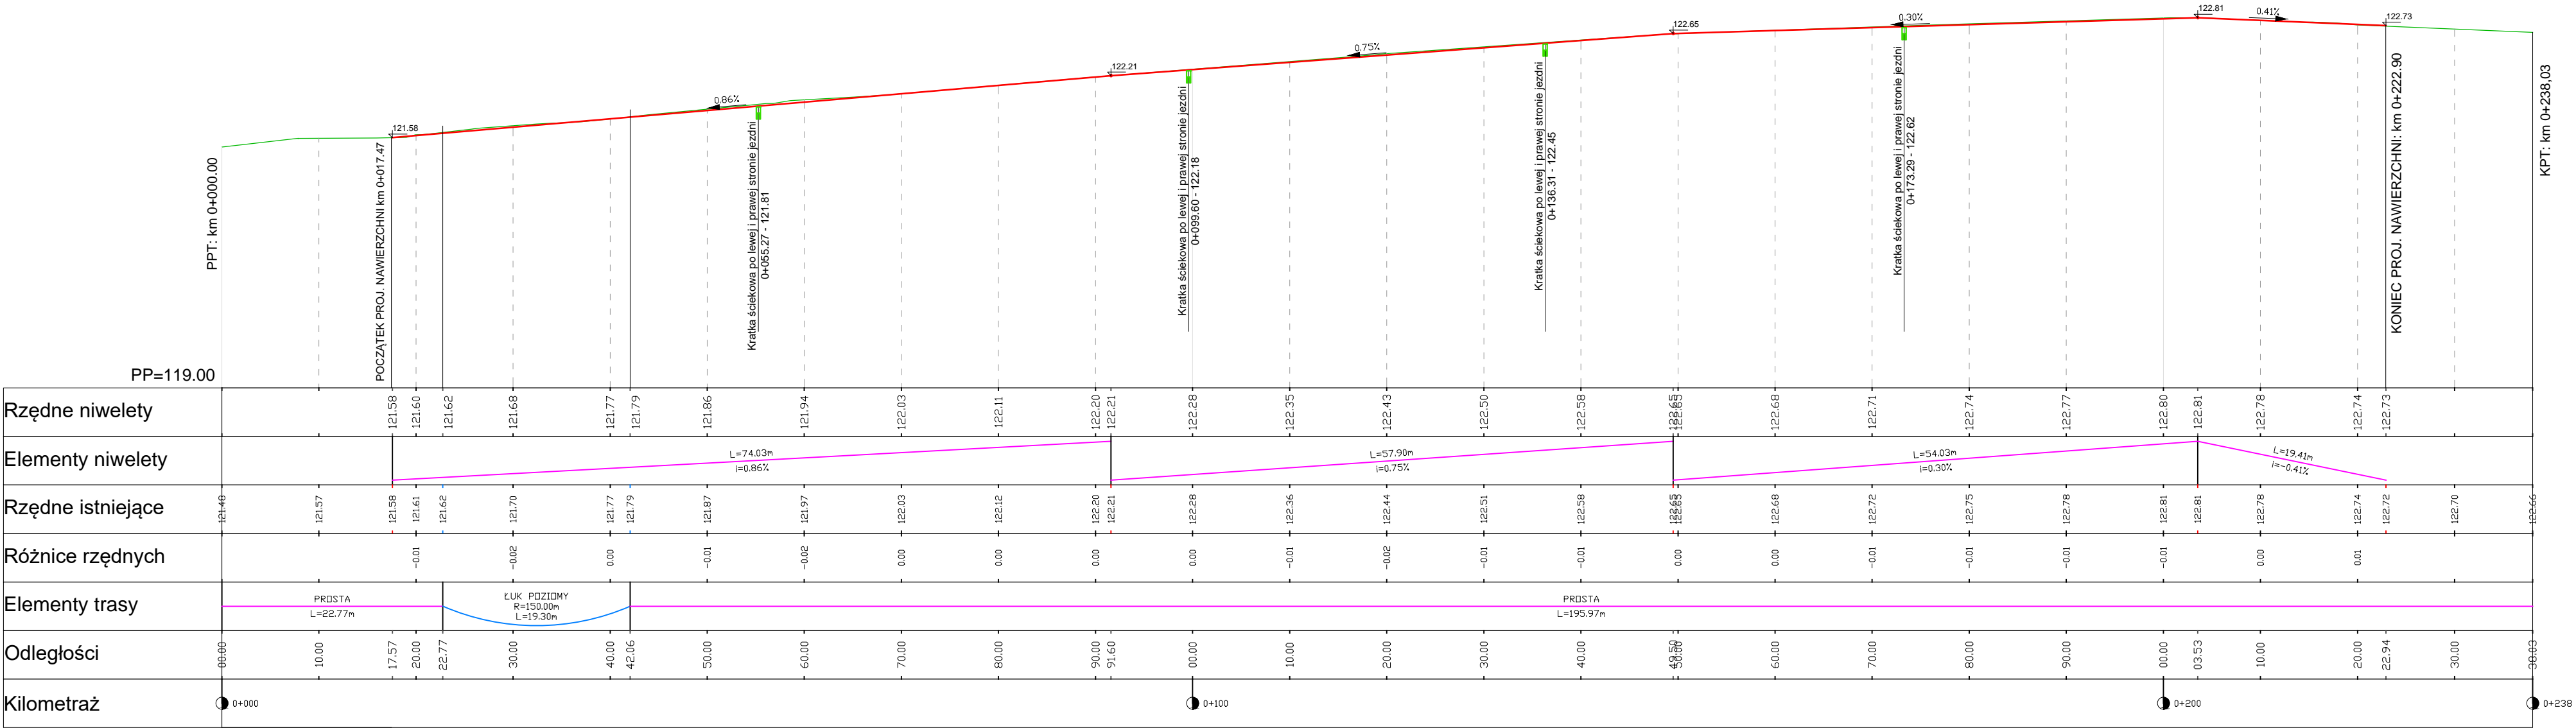 122.81
0.41%
0.30%
122.73
122.65
0.75%
122.21
0.86%
121.58
PPT: km 0+000.00
POCZĄTEK PROJ. NAWIERZCHNI km 0+017.47
Kratka ściekowa po lewej i prawej stronie jezdni
0+055.27 - 121.81
Kratka ściekowa po lewej i prawej stronie jezdni
0+099.60 - 122.18
Kratka ściekowa po lewej i prawej stronie jezdni
0+136.31 - 122.45
Kratka ściekowa po lewej i prawej stronie jezdni
0+173.29 - 122.62
KONIEC PROJ. NAWIERZCHNI: km 0+222.90
KPT: km 0+238,03
PP=119.00
Rzędne niwelety
121.58 121.60 121.62 121.68 121.77 121.79 121.86 121.94 122.03 122.11 122.20 122.21 122.28 122.35 122.43 122.50 122.58 122.65 122.65 122.68 122.71 122.74 122.77 122.80 122.81 122.78 122.74 122.73
Elementy niwelety
L=74.03m
i=0.86%
L=57.90m
i=0.75%
L=54.03m
i=0.30%
L=19.41m
i=-0.41%
Rzędne istniejące
121.48 121.57 121.58 121.61 121.62 121.70 121.77 121.79 121.87 121.97 122.03 122.12 122.20 122.21 122.28 122.36 122.44 122.51 122.58 122.65 122.65 122.68 122.72 122.75 122.78 122.81 122.81 122.78 122.74 122.72 122.70 122.66
Różnice rzędnych
-0.01 -0.02 0.00 -0.01 -0.02 0.00 0.00 0.00 0.00 -0.01 -0.02 -0.01 -0.01 0.00 0.00 -0.01 -0.01 -0.01 -0.01 0.00 0.01
Elementy trasy
PROSTA
L=22.77m
ŁUK POZIOMY
R=150.00m
L=19.30m
PROSTA
L=195.97m
Odległości
00.00 10.00 17.57 20.00 22.77 30.00 40.00 42.06 50.00 60.00 70.00 80.00 90.00 91.60 00.00 10.00 20.00 30.00 40.00 49.50 50.00 60.00 70.00 80.00 90.00 00.00 03.53 10.00 20.00 22.94 30.00 38.03
Kilometraż
0+000
0+100
0+200
0+238